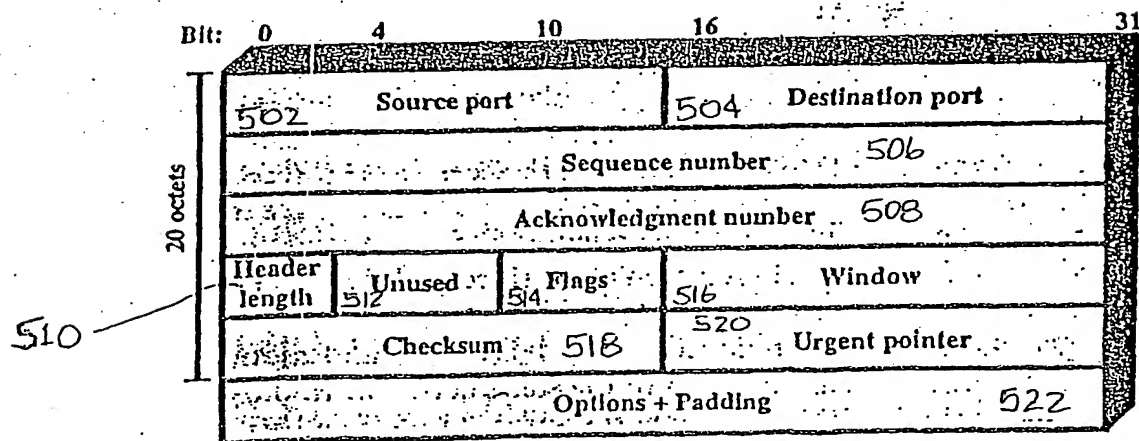 Bit: 0 4 10 16 31
20 octets
502 Source port 504 Destination port
Sequence number 506
Acknowledgment number 508
Header length 512 Unused 514 Flags 516 Window
510
Checksum 518 520 Urgent pointer
Options + Padding 522